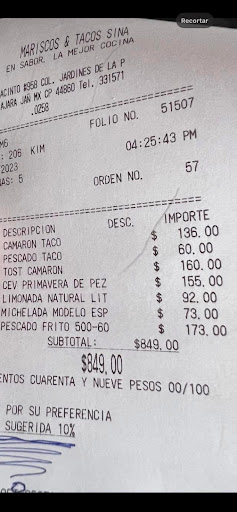 Recortar
MARISCOS & TACOS SINA
EN SABOR, LA MEJOR COCINA
ACINTO #958 COL. JARDINES DE LA P
AJARA JAÑ MX CP 44860 Tel. 331571
.0258
FOLIO NO. 51507
M6
: 206 KIM 04:25:43 PM
2023
AS: 5 ORDEN NO. 57
DESCRIPCION DESC. IMPORTE
CAMARON TACO $ 136.00
PESCADO TACO $ 60.00
TOST CAMARON $ 160.00
CEV PRIMAVERA DE PEZ $ 155.00
LIMONADA NATURAL LIT $ 92.00
MICHELADA MODELO ESP $ 73.00
PESCADO FRITO 500-60 $ 173.00
SUBTOTAL: $849.00
$849.00
ENTOS CUARENTA Y NUEVE PESOS 00/100
POR SU PREFERENCIA
SUGERIDA 10%